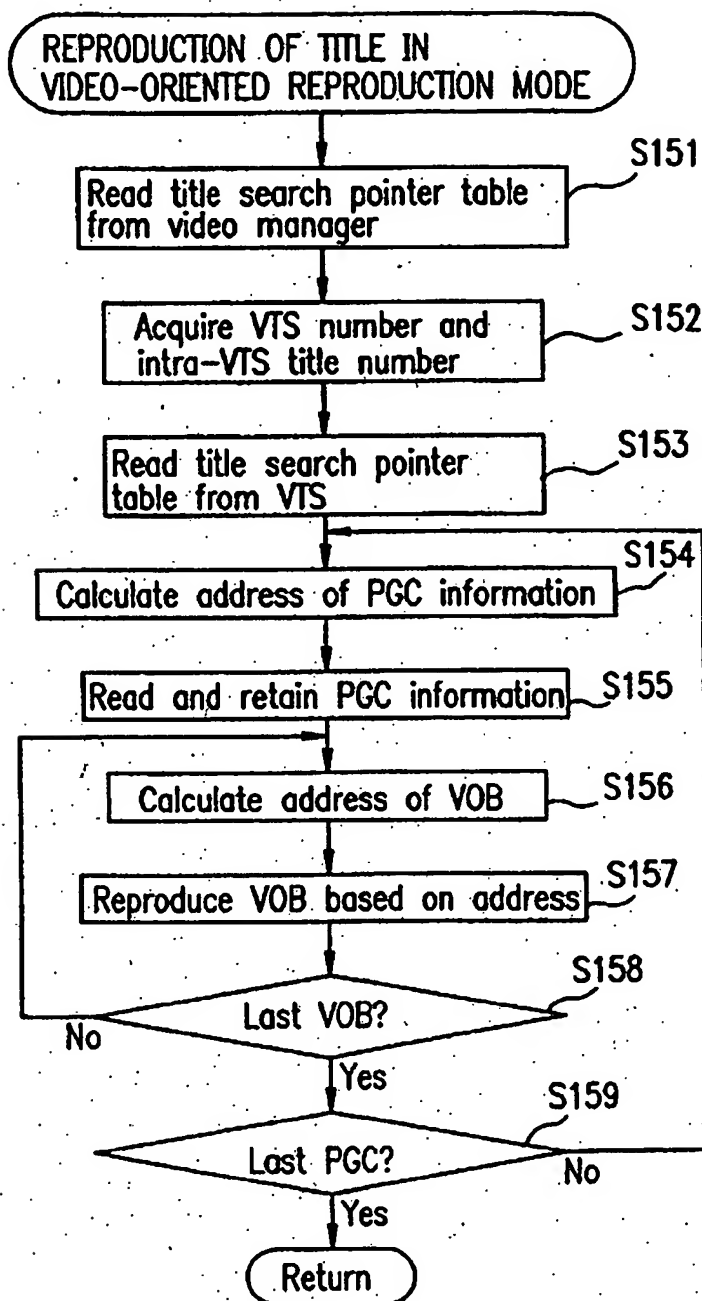 REPRODUCTION OF TITLE IN
VIDEO-ORIENTED REPRODUCTION MODE
S151
Read title search pointer table
from video manager
S152
Acquire VTS number and
intra-VTS title number
S153
Read title search pointer
table from VTS
S154
Calculate address of PGC information
Read and retain PGC information
S155
Calculate address of VOB
S156
S157
Reproduce VOB based on address
S158
Last VOB?
No
Yes
S159
Last PGC?
No
Yes
Return